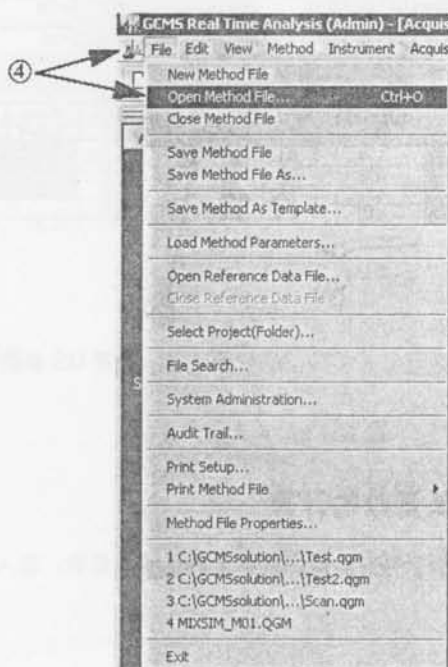 GCMS Real Time Analysis (Admin) - [Acquis
File Edit View Method Instrument Acquis
④
New Method File
Open Method File... Ctrl+O
Close Method File
Save Method File
Save Method File As...
Save Method As Template...
Load Method Parameters...
Open Reference Data File...
Close Reference Data File
Select Project(Folder)...
File Search...
System Administration...
Audit Trail...
Print Setup...
Print Method File
Method File Properties...
1 C:\GCMSsolution\...\Test.qgm
2 C:\GCMSsolution\...\Test2.qgm
3 C:\GCMSsolution\...\Scan.qgm
4 MIXSIM_M01.QGM
Exit